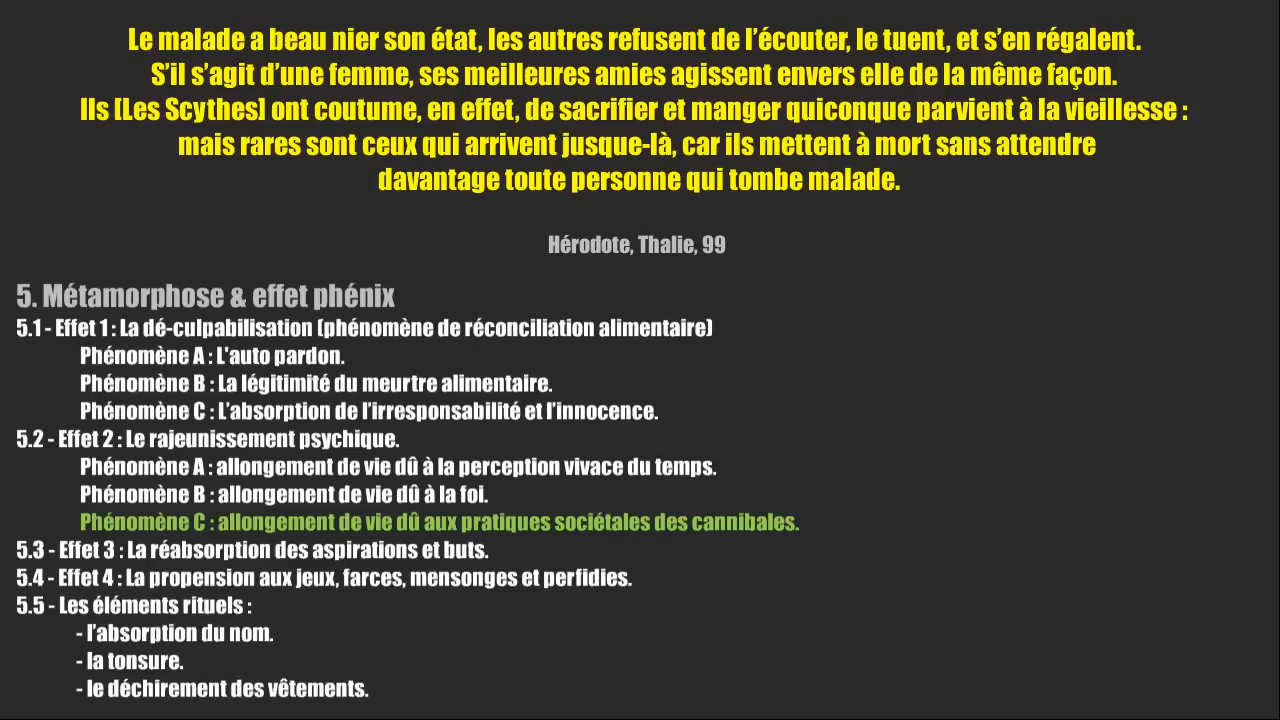 Le malade a beau nier son état, les autres refusent de l’écouter, le tuent, et s’en régalent.
S’il s’agit d’une femme, ses meilleures amies agissent envers elle de la même façon.
Ils [Les Scythes] ont coutume, en effet, de sacrifier et manger quiconque parvient à la vieillesse :
mais rares sont ceux qui arrivent jusque-là, car ils mettent à mort sans attendre
davantage toute personne qui tombe malade.
Hérodote, Thalie, 99
5. Métamorphose & effet phénix
5.1 - Effet 1 : La dé-culpabilisation (phénomène de réconciliation alimentaire)
Phénomène A : L'auto pardon.
Phénomène B : La légitimité du meurtre alimentaire.
Phénomène C : L’absorption de l’irresponsabilité et l’innocence.
5.2 - Effet 2 : Le rajeunissement psychique.
Phénomène A : allongement de vie dû à la perception vivace du temps.
Phénomène B : allongement de vie dû à la foi.
Phénomène C : allongement de vie dû aux pratiques sociétales des cannibales.
5.3 - Effet 3 : La réabsorption des aspirations et buts.
5.4 - Effet 4 : La propension aux jeux, farces, mensonges et perfidies.
5.5 - Les éléments rituels :
- l’absorption du nom.
- la tonsure.
- le déchirement des vêtements.